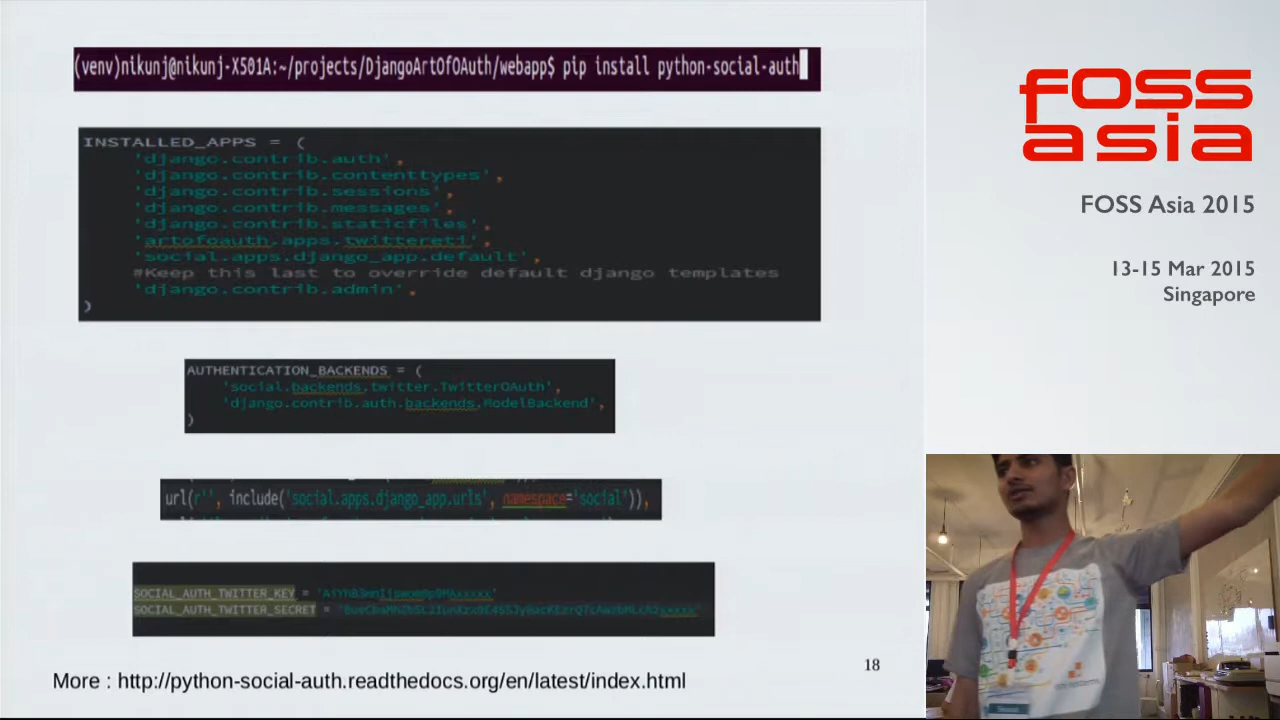 (venv)nikunj@nikunj-X501A:~/projects/DjangoArtOfOAuth/webapp$ pip install python-social-auth
INSTALLED_APPS = (
'django.contrib.auth',
'django.contrib.contenttypes',
'django.contrib.sessions',
'django.contrib.messages',
'django.contrib.staticfiles',
'artofoauth.apps.twitteret1',
'social.apps.django_app.default',
#Keep this last to override default django templates
'django.contrib.admin',
)
AUTHENTICATION_BACKENDS = (
'social.backends.twitter.TwitterOAuth',
'django.contrib.auth.backends.ModelBackend',
)
url(r'', include('social.apps.django_app.urls', namespace='social')),
SOCIAL_AUTH_TWITTER_KEY =
SOCIAL_AUTH_TWITTER_SECRET =
More : http://python-social-auth.readthedocs.org/en/latest/index.html
18
foss
asia
FOSS Asia 2015
13-15 Mar 2015
Singapore